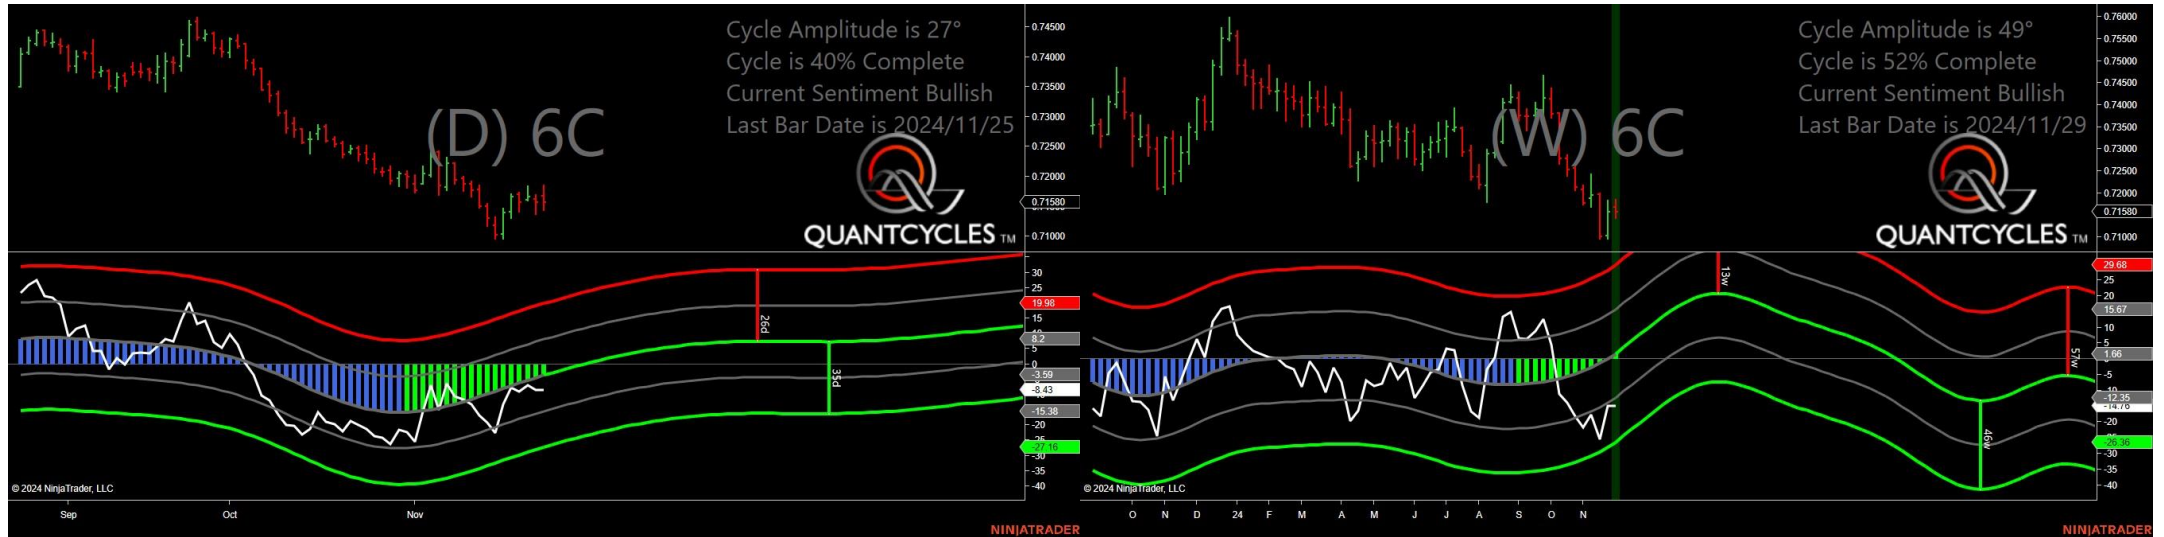 Cycle Amplitude is 27°
Cycle is 40% Complete
Current Sentiment Bullish
Last Bar Date is 2024/11/25
(D) 6C
QUANTCYCLES TM
0.74500
0.74000
0.73500
0.73000
0.72500
0.72000
0.71580
0.71000
30
25
19.98
15
8.2
5
0
-3.59
-8.43
-15.38
-20
-27.16
-30
-35
-40
26d
35d
© 2024 NinjaTrader, LLC
Sep Oct Nov
NINJATRADER
Cycle Amplitude is 49°
Cycle is 52% Complete
Current Sentiment Bullish
Last Bar Date is 2024/11/29
(W) 6C
QUANTCYCLES TM
0.76000
0.75500
0.75000
0.74500
0.74000
0.73500
0.73000
0.72500
0.72000
0.71580
0.71000
29.68
25
20
15.67
10
5
1.66
-5
-12.35
-14.76
-20
-26.36
-30
-35
-40
13w
57w
46w
© 2024 NinjaTrader, LLC
O N D 24 F M A M J J A S O N
NINJATRADER